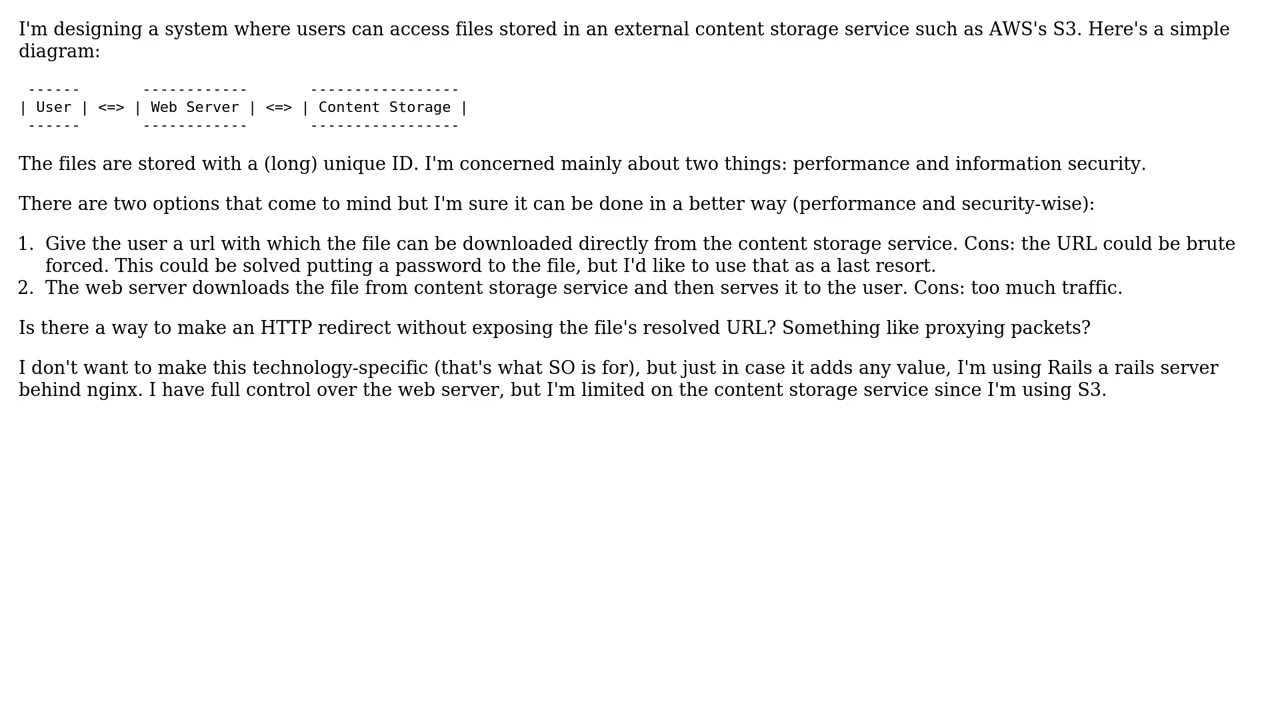 I'm designing a system where users can access files stored in an external content storage service such as AWS's S3. Here's a simple
diagram:
 ------       ------------       -----------------
| User | <=> | Web Server | <=> | Content Storage |
 ------       ------------       -----------------
The files are stored with a (long) unique ID. I'm concerned mainly about two things: performance and information security.
There are two options that come to mind but I'm sure it can be done in a better way (performance and security-wise):
1. Give the user a url with which the file can be downloaded directly from the content storage service. Cons: the URL could be brute
forced. This could be solved putting a password to the file, but I'd like to use that as a last resort.
2. The web server downloads the file from content storage service and then serves it to the user. Cons: too much traffic.
Is there a way to make an HTTP redirect without exposing the file's resolved URL? Something like proxying packets?
I don't want to make this technology-specific (that's what SO is for), but just in case it adds any value, I'm using Rails a rails server
behind nginx. I have full control over the web server, but I'm limited on the content storage service since I'm using S3.